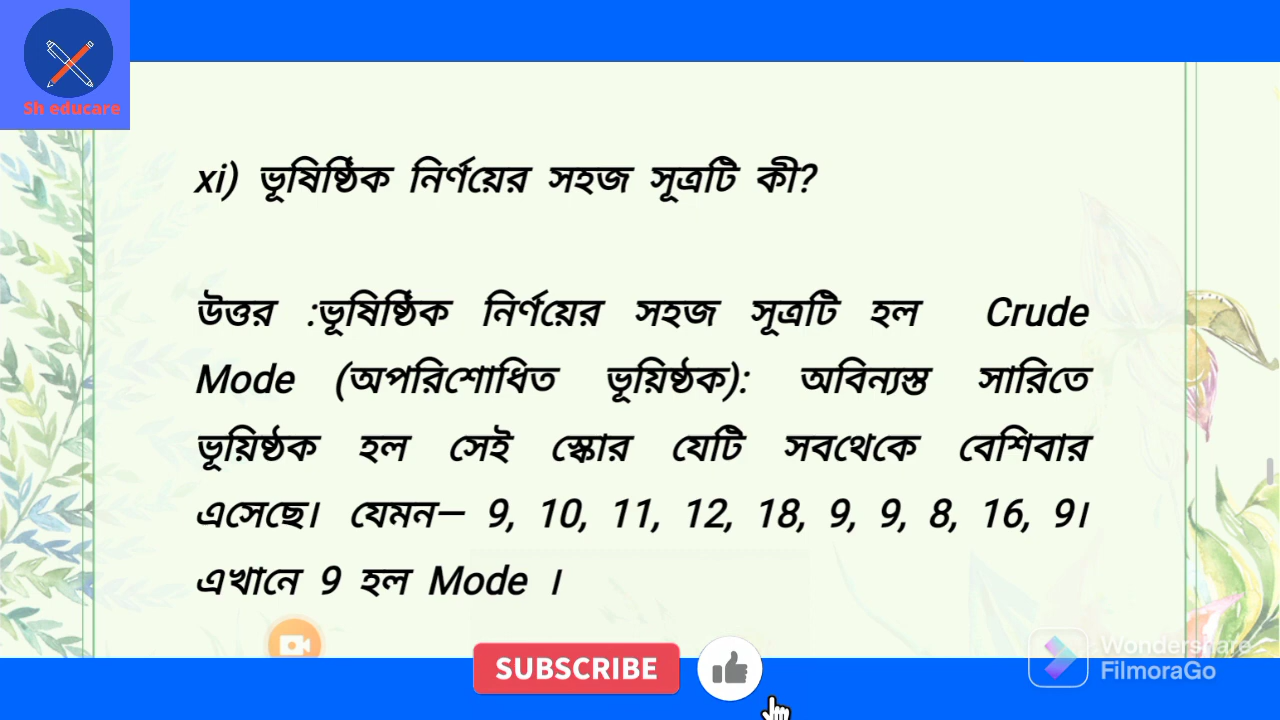 Sh educare
xi) ভূষিষ্ঠিক নির্ণয়ের সহজ সূত্রটি কী?
উত্তর :ভূষিষ্ঠিক নির্ণয়ের সহজ সূত্রটি হল Crude
Mode (অপরিশোধিত ভূয়িষ্ঠক): অবিন্যস্ত সারিতে
ভূয়িষ্ঠক হল সেই স্কোর যেটি সবথেকে বেশিবার
এসেছে। যেমন— 9, 10, 11, 12, 18, 9, 9, 8, 16, 9।
এখানে 9 হল Mode ।
SUBSCRIBE
Wondershare
FilmoraGo